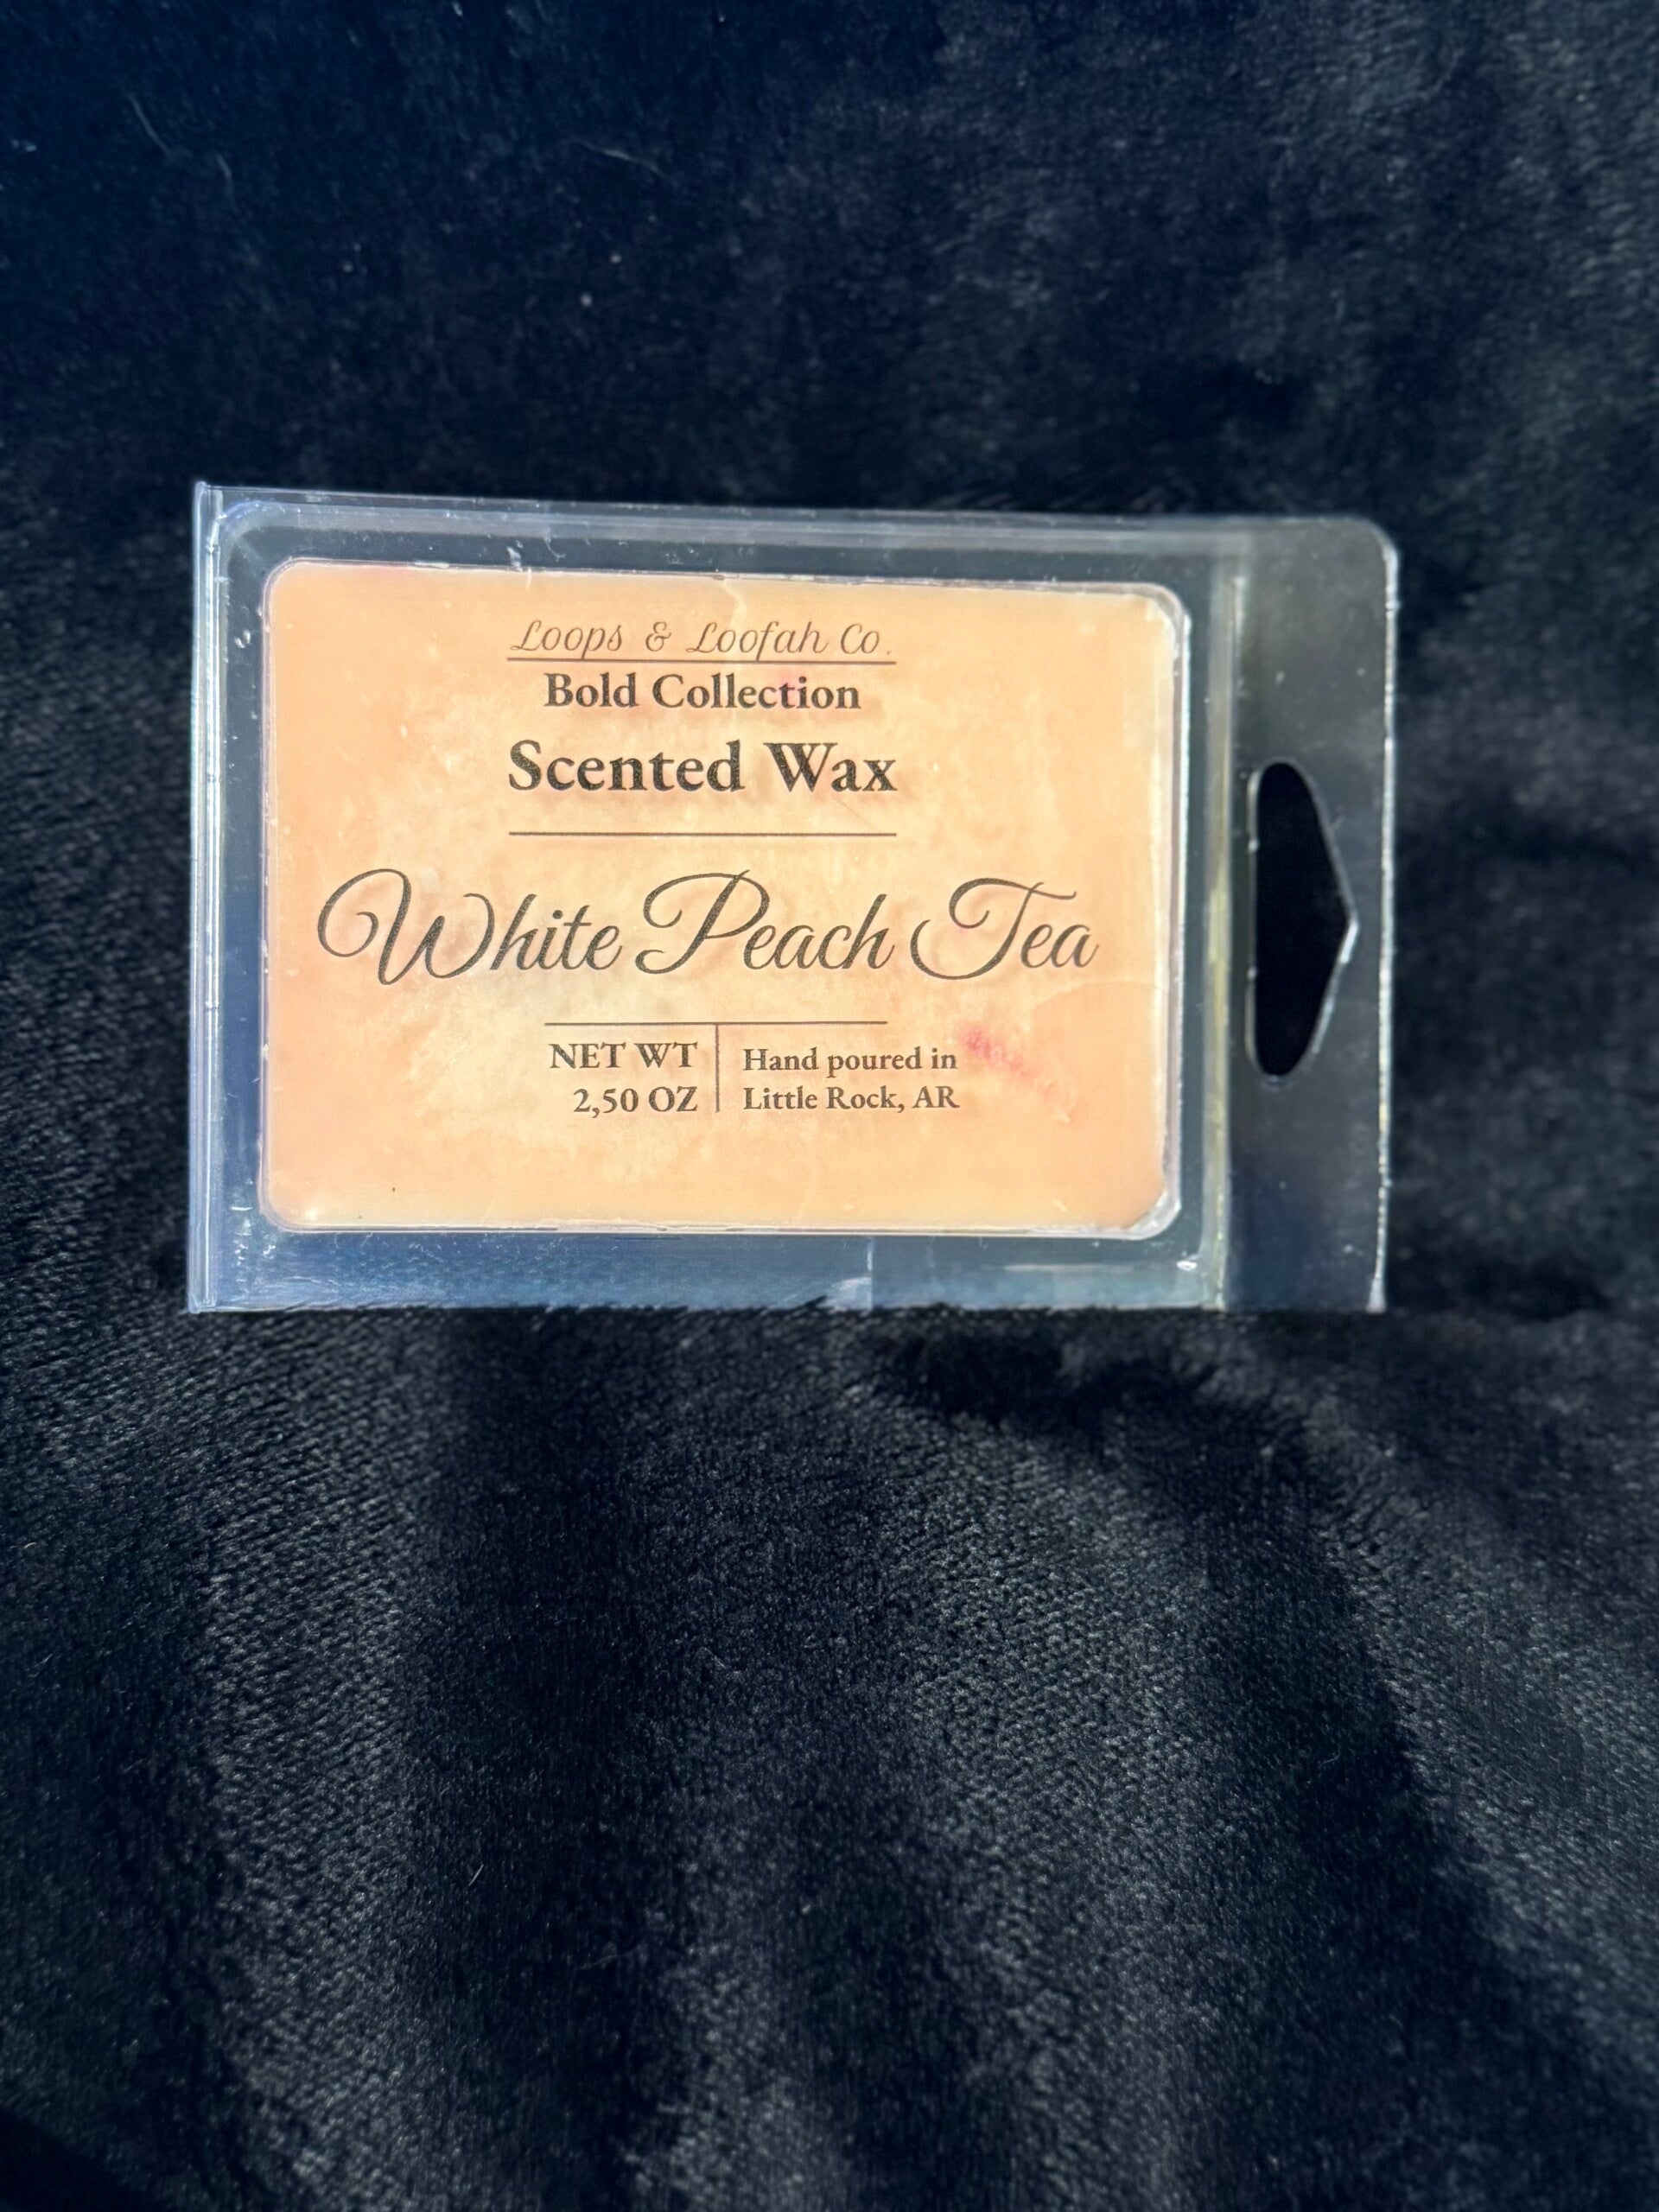 Loops & Loofah Co.
Bold Collection
Scented Wax
White Peach Tea
NET WT
2,50 OZ
Hand poured in
Little Rock, AR